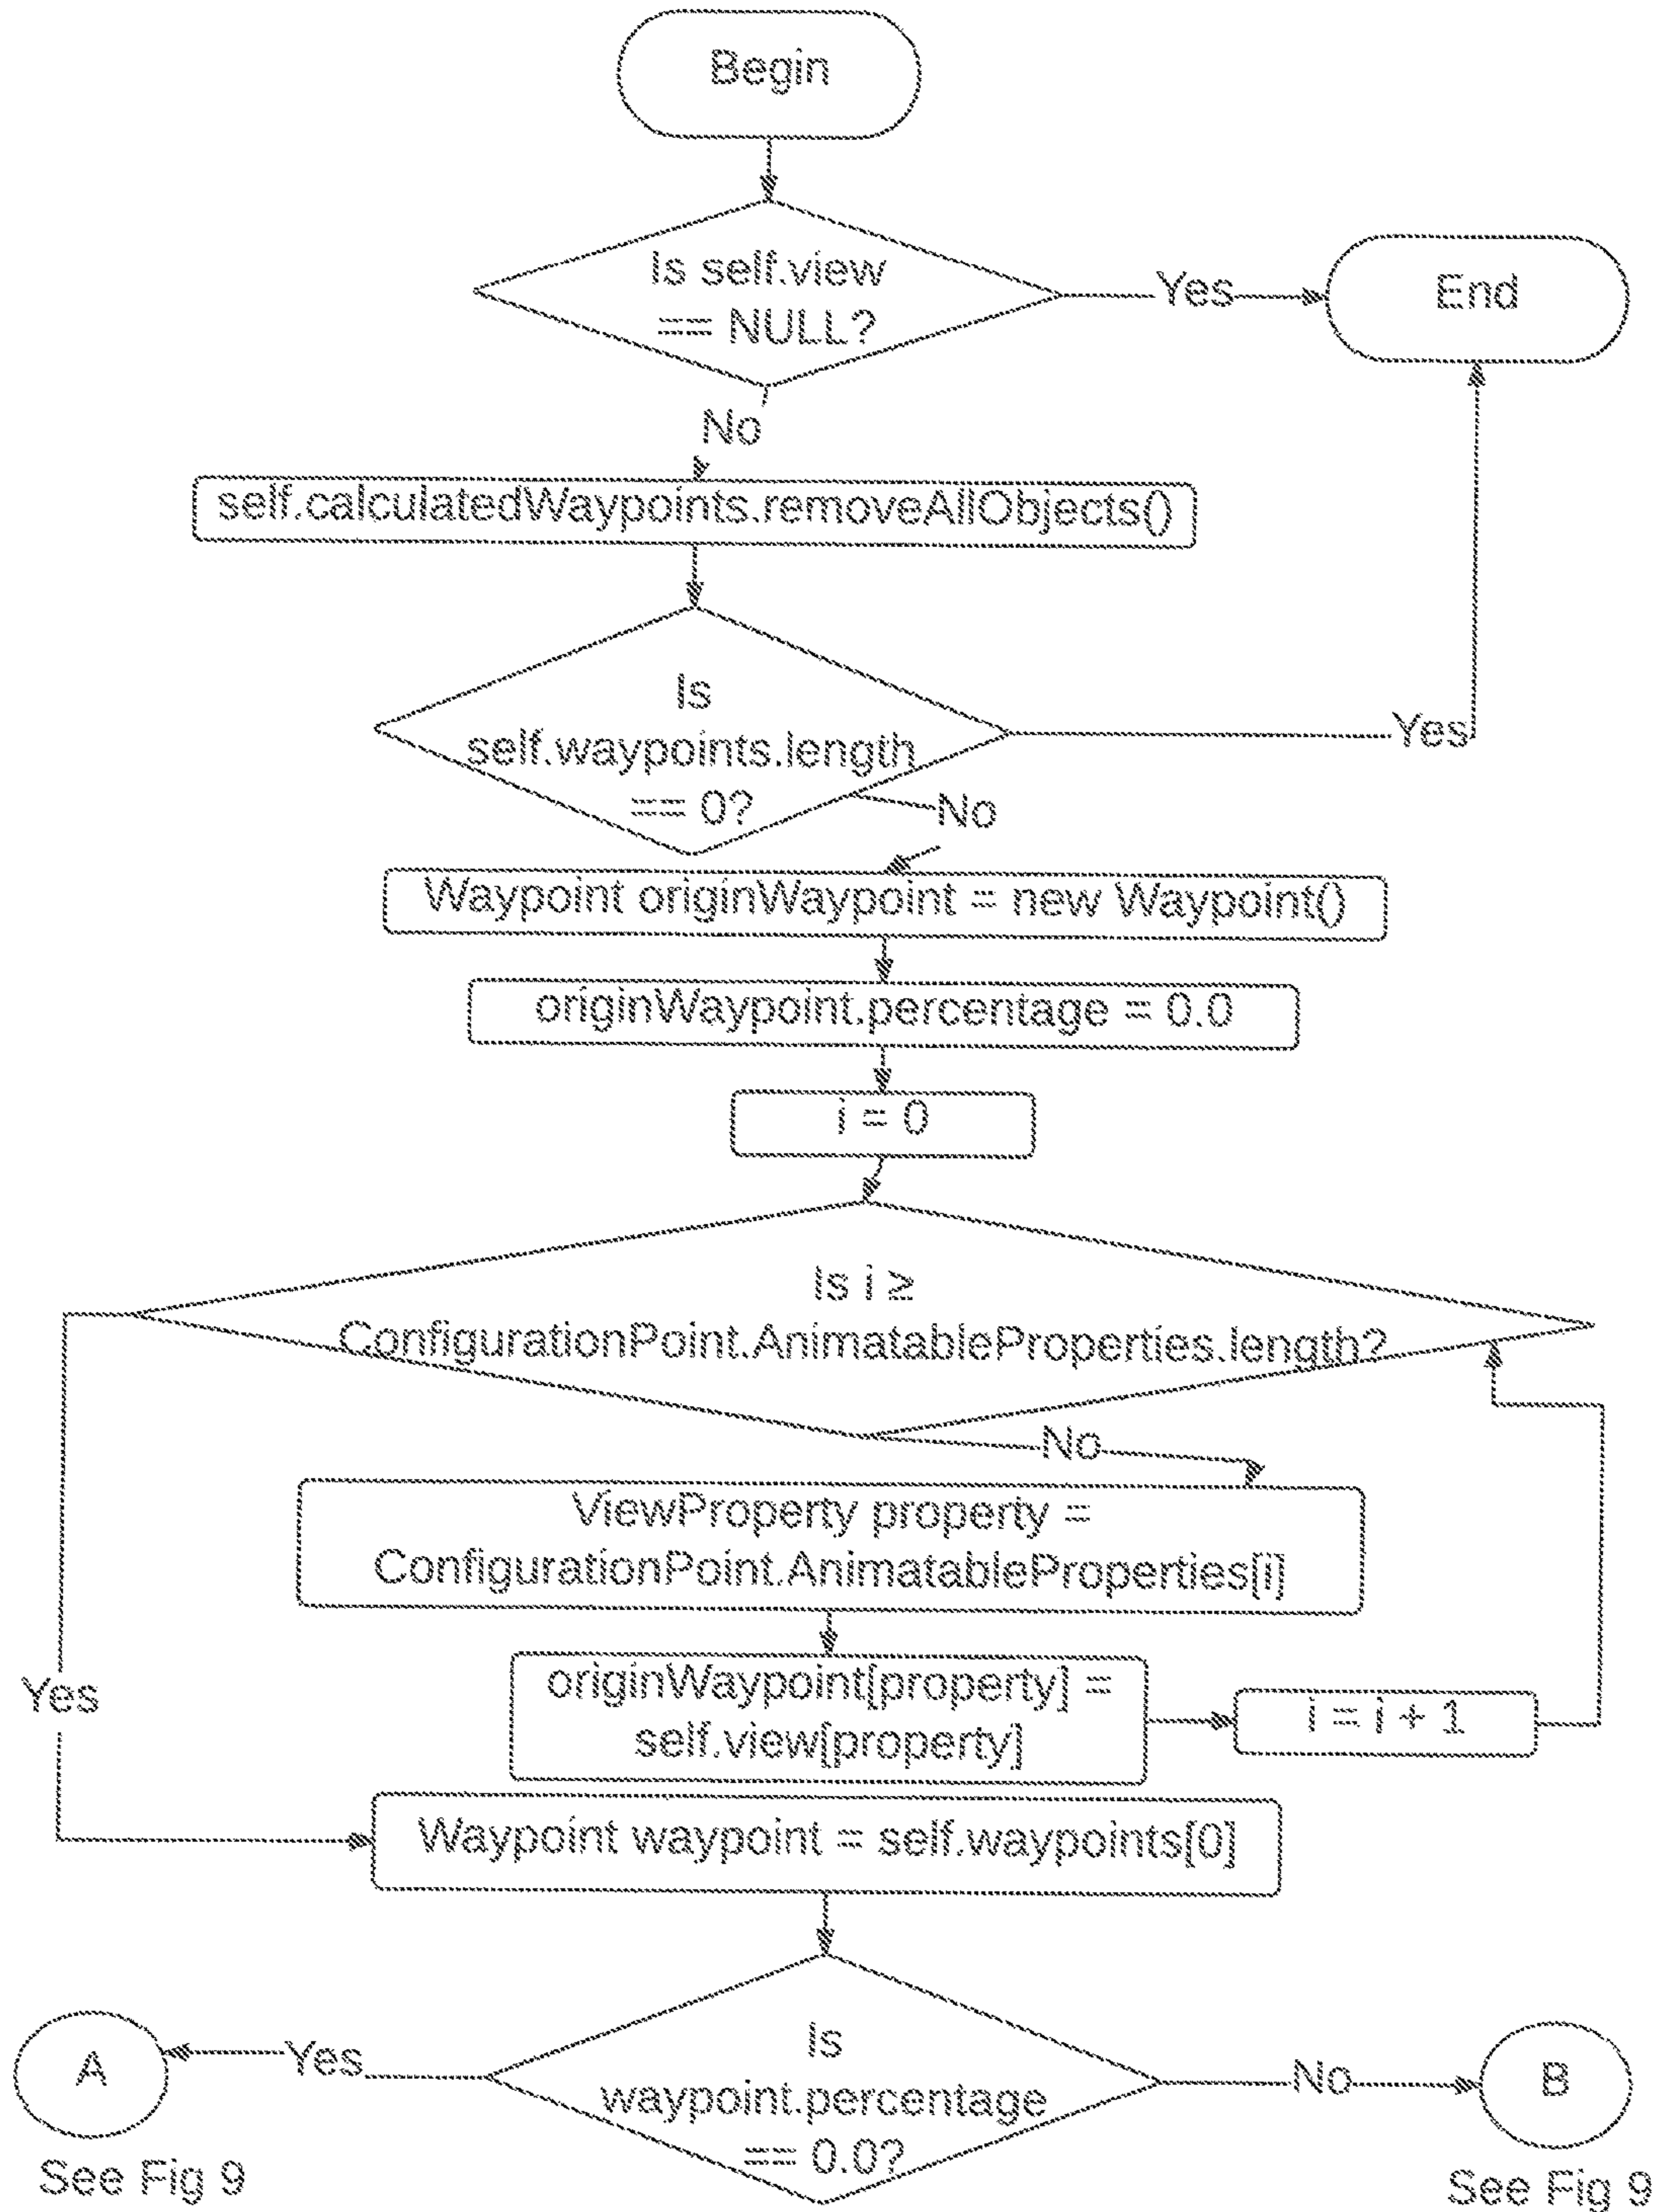 Begin
Is self.view
== NULL?
Yes
End
No
self.calculatedWaypoints.removeAllObjects()
Is
self.waypoints.length
== 0?
Yes
No
Waypoint originWaypoint = new Waypoint()
originWaypoint.percentage = 0.0
i = 0
Is i ≥
ConfigurationPoint.AnimatableProperties.length?
No
ViewProperty property =
ConfigurationPoint.AnimatableProperties[i]
Yes
originWaypoint[property] =
self.view[property]
i = i + 1
Waypoint waypoint = self.waypoints[0]
Is
waypoint.percentage
== 0.0?
Yes
A
See Fig 9
No
B
See Fig 9